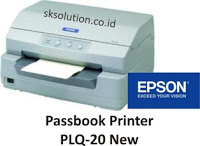 sksolution.co.id
EPSON
EXCEED YOUR VISION
Passbook Printer
PLQ-20 New